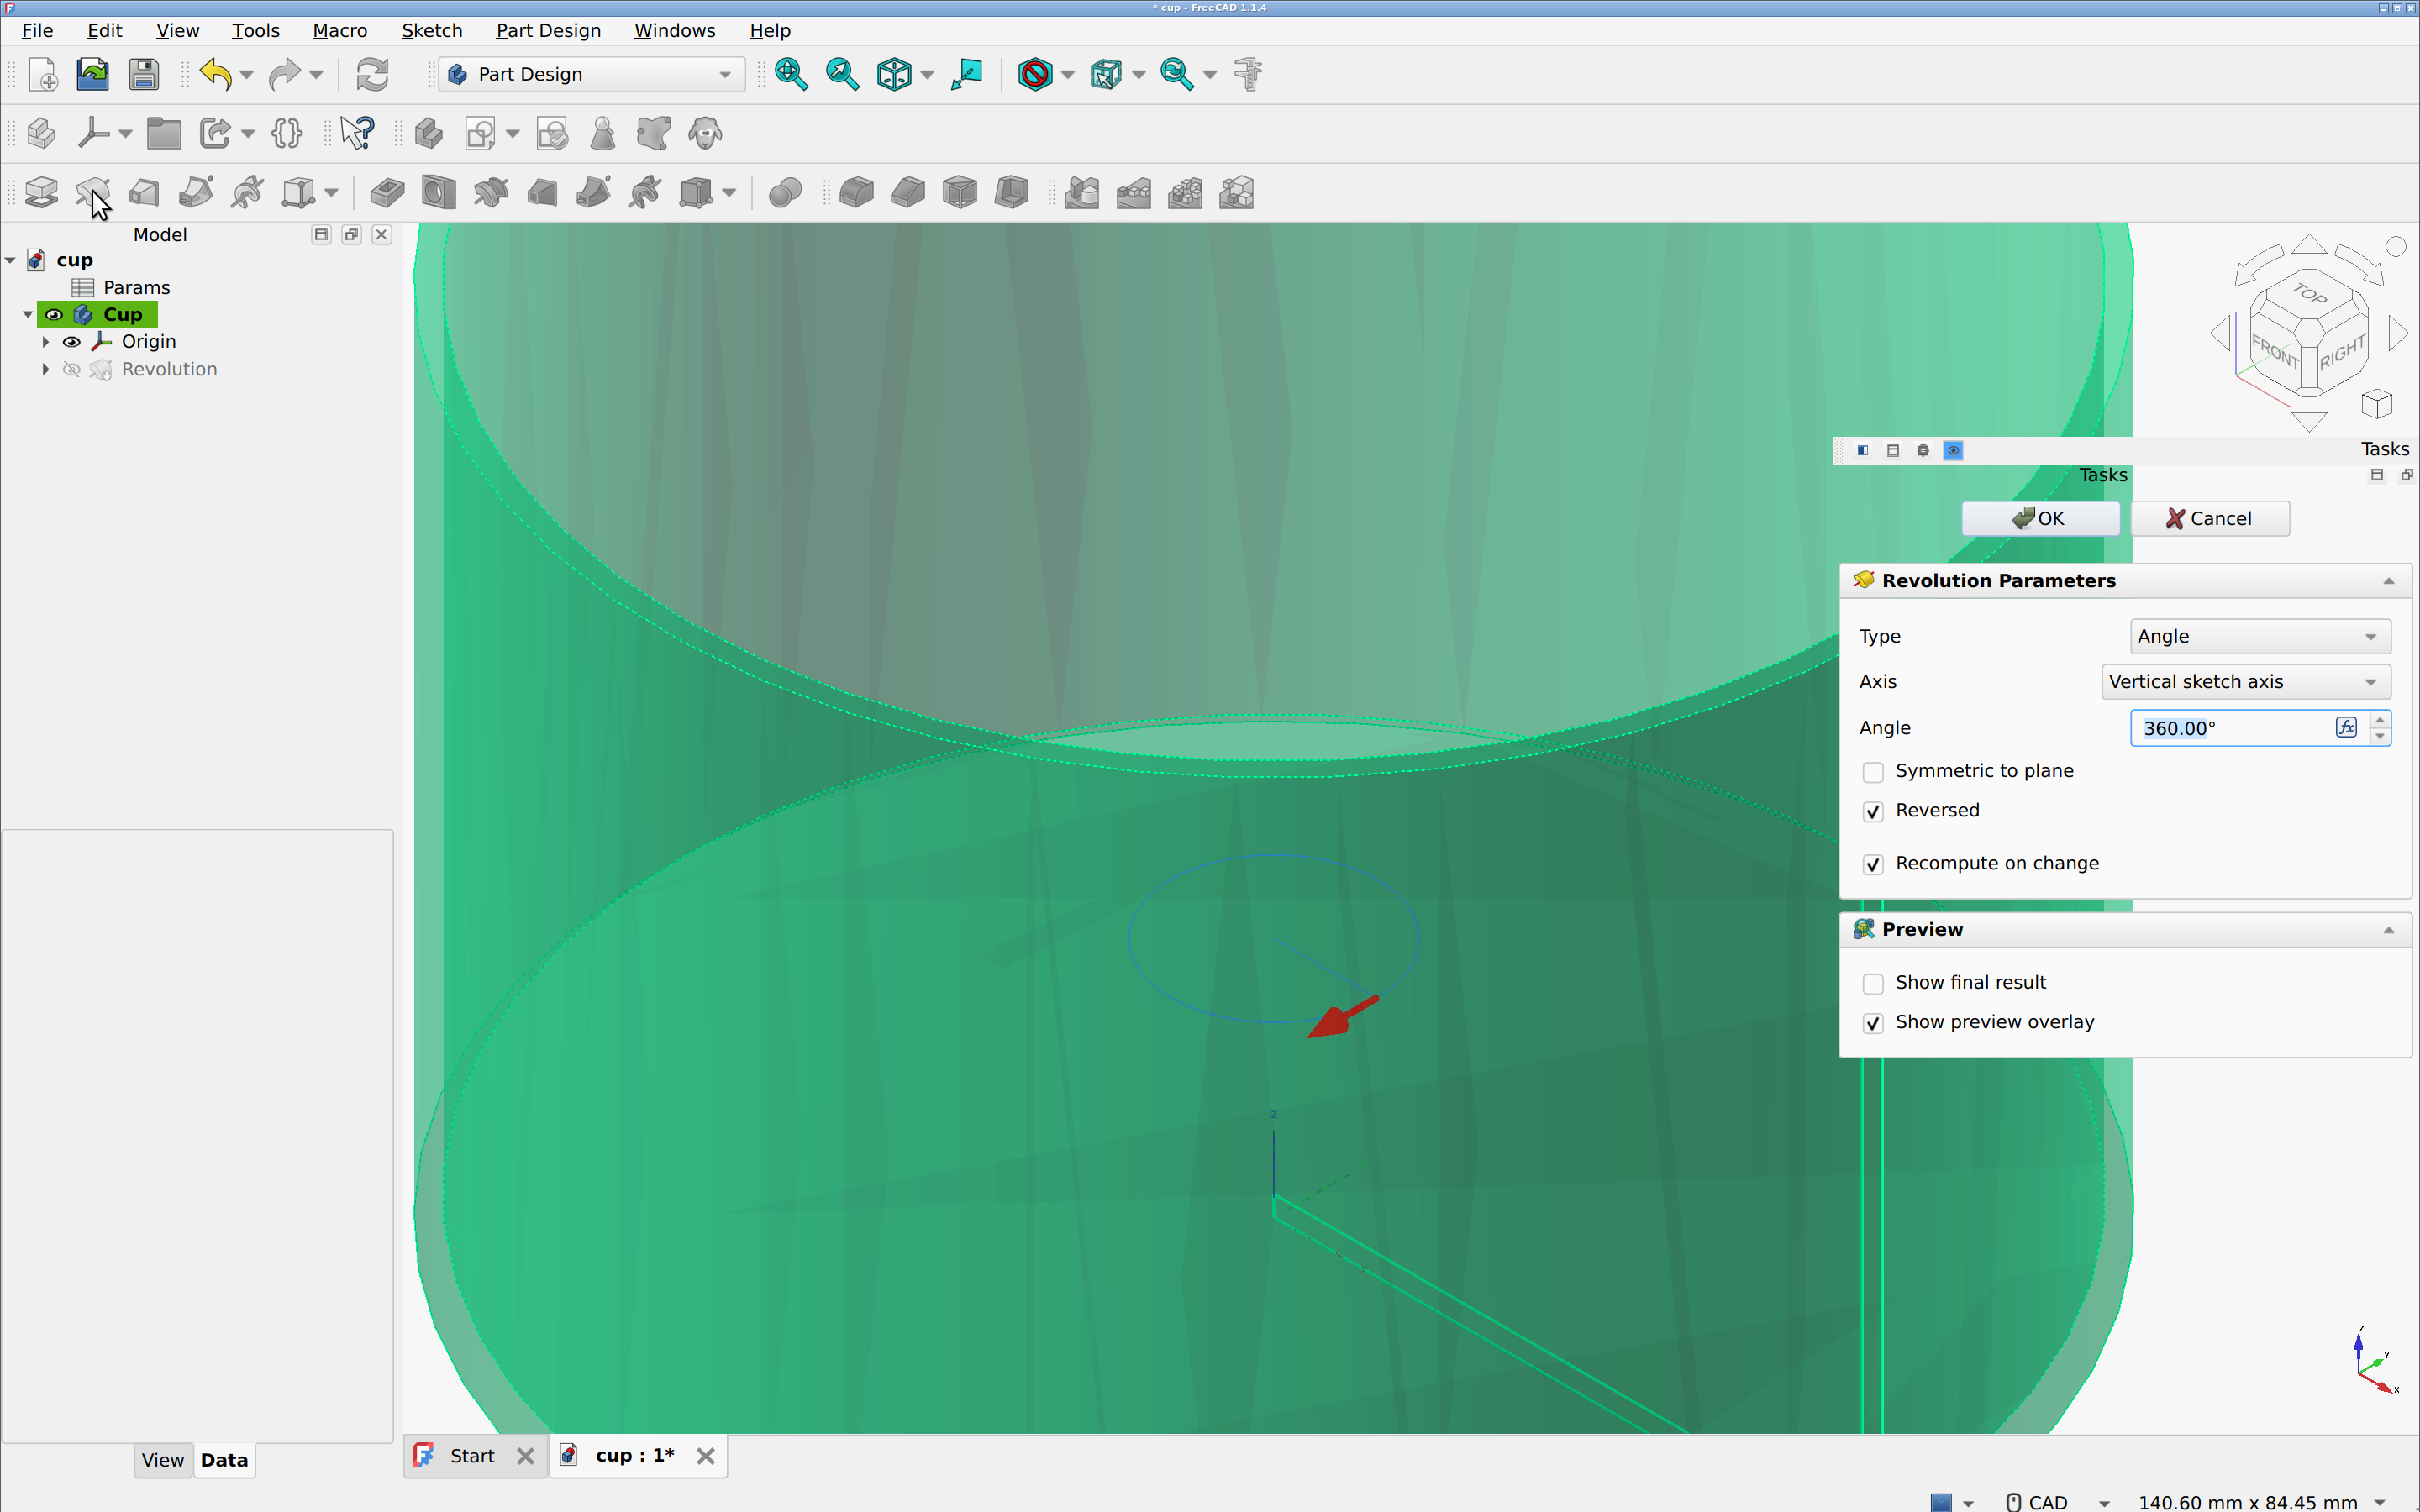 * cup - FreeCAD 1.1.4
File Edit View Tools Macro Sketch Part Design Windows Help
Part Design
Model
cup
Params
Cup
Origin
Revolution
TOP
FRONT
RIGHT
Tasks
Tasks
OK
Cancel
Revolution Parameters
Type
Angle
Axis
Vertical sketch axis
Angle
360.00°
Symmetric to plane
Reversed
Recompute on change
Preview
Show final result
Show preview overlay
z
z
Y
x
View
Data
Start
cup : 1*
CAD
140.60 mm x 84.45 mm